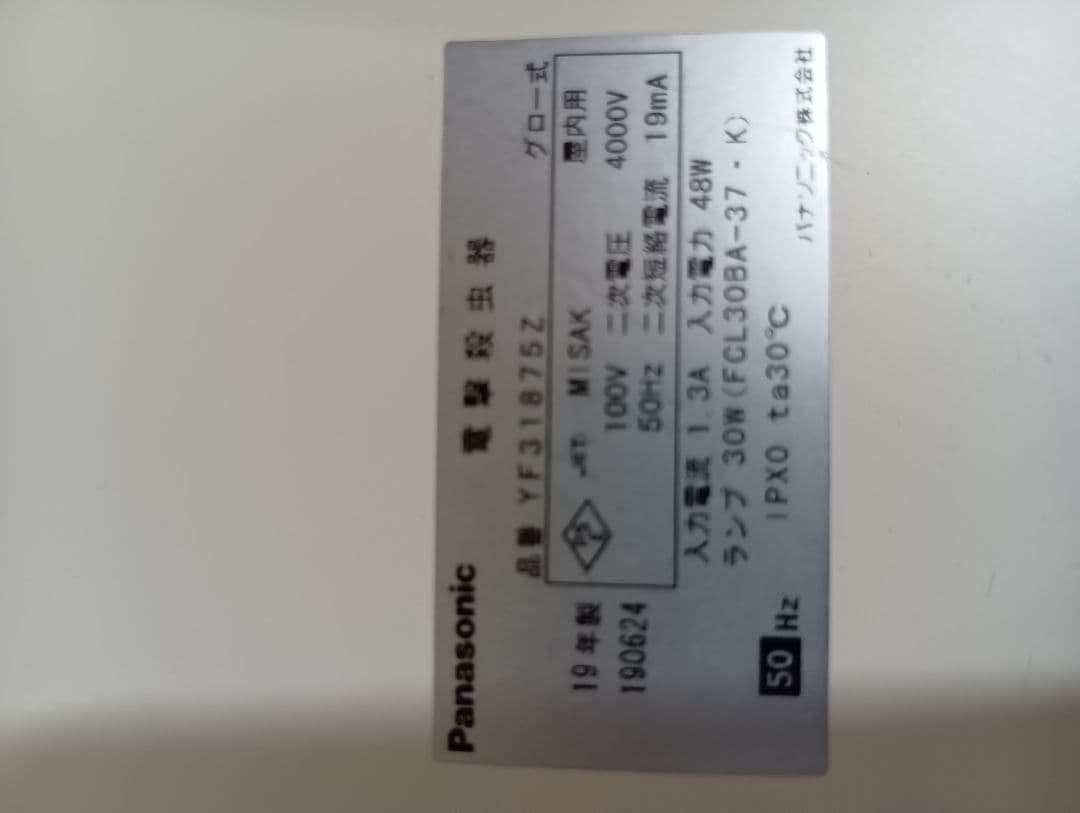 Panasonic 電撃殺虫器
品番 YF31875Z グロー式
19年製 PSE JET MISAK 屋内用
190624 100V 二次電圧 4000V
50Hz 二次短絡電流 19mA
入力電流 1.3A 入力電力 48W
ランプ 30W(FCL30BA-37・K)
50Hz IPX0 ta30℃
パナソニック株式会社